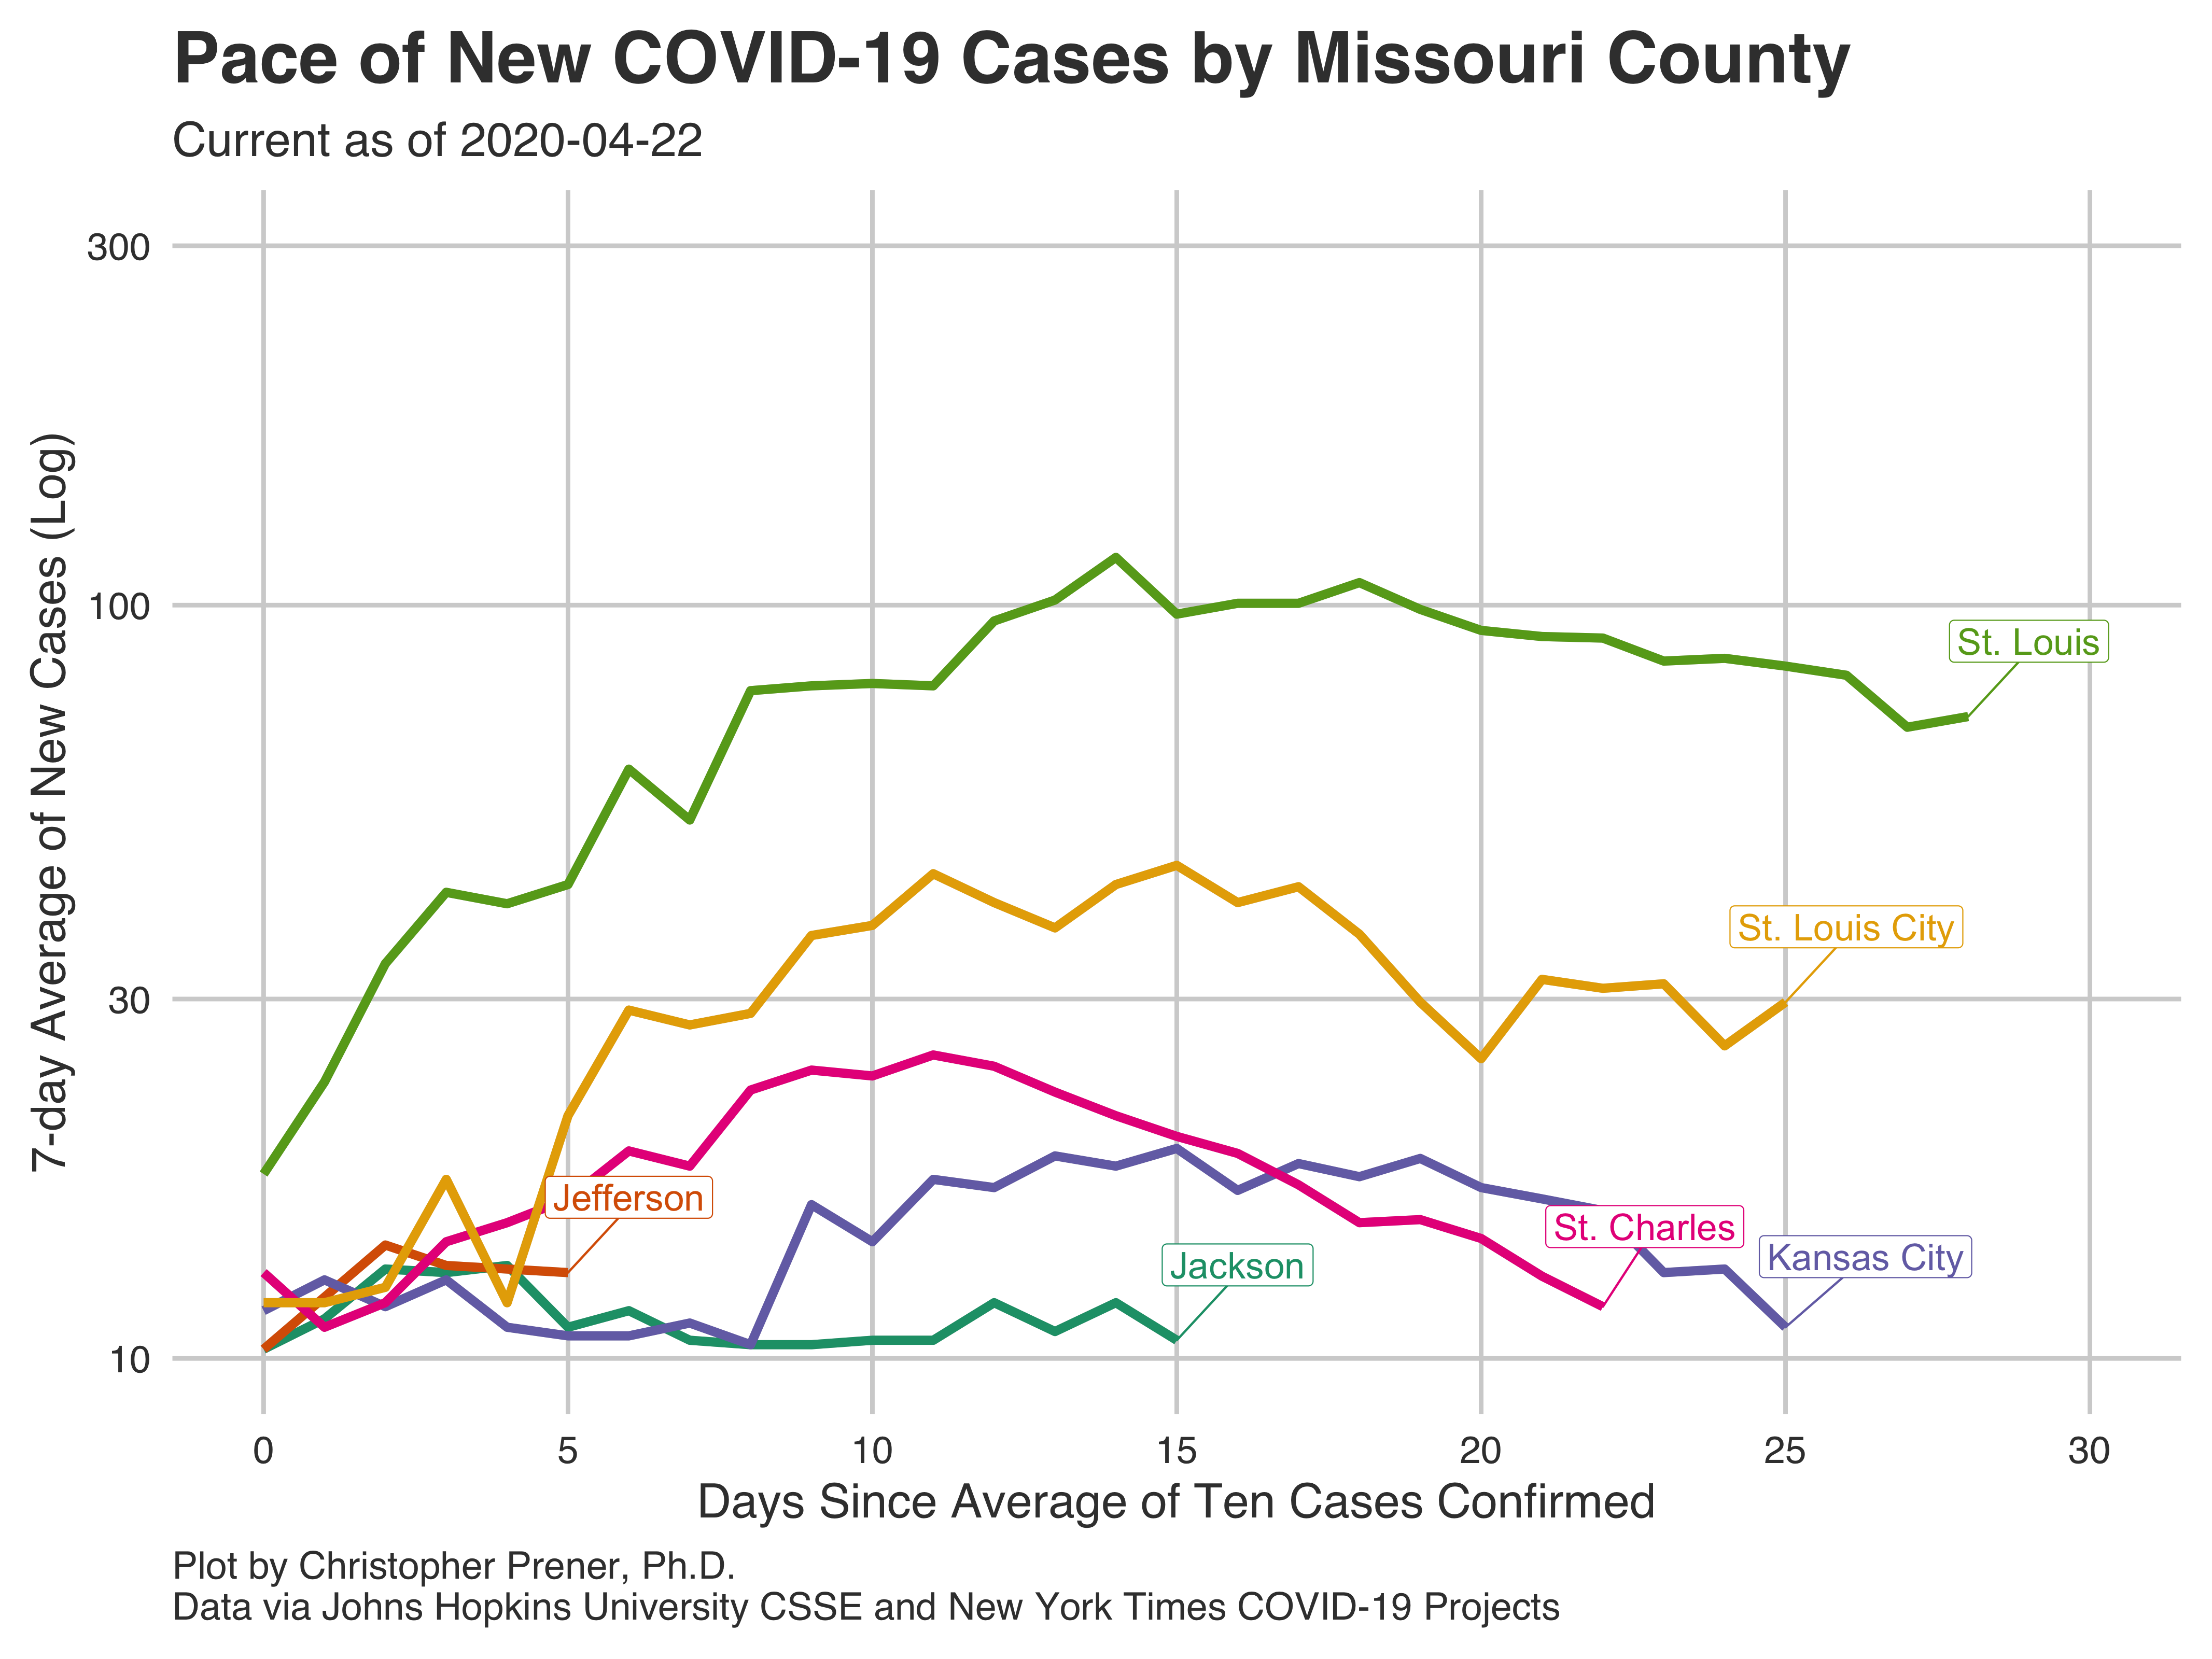 Pace of New COVID-19 Cases by Missouri County
Current as of 2020-04-22
7-day Average of New Cases (Log)
300
100
30
10
St. Louis
St. Louis City
Jefferson
St. Charles
Jackson
Kansas City
0 5 10 15 20 25 30
Days Since Average of Ten Cases Confirmed
Plot by Christopher Prener, Ph.D.
Data via Johns Hopkins University CSSE and New York Times COVID-19 Projects